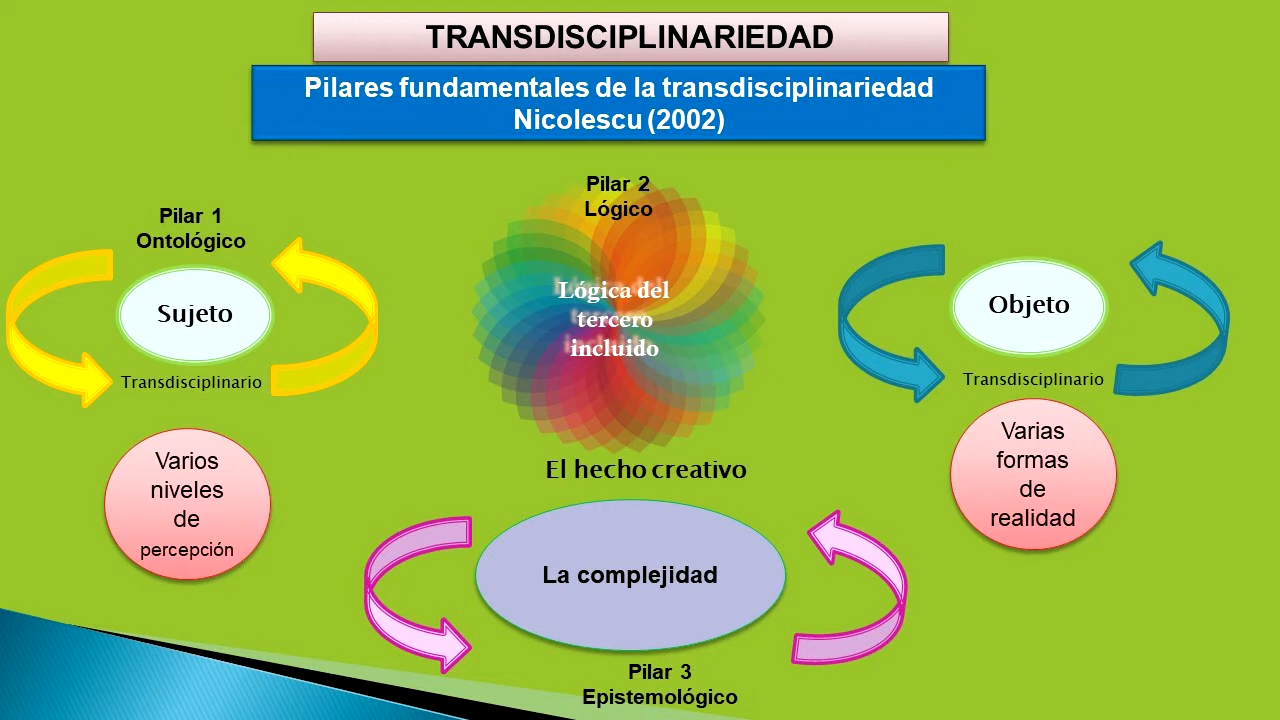 TRANSDISCIPLINARIEDAD
Pilares fundamentales de la transdisciplinariedad
Nicolescu (2002)
Pilar 1
Ontológico
Sujeto
Transdisciplinario
Varios
niveles
de
percepción
Pilar 2
Lógico
Lógica del
tercero
incluido
El hecho creativo
La complejidad
Pilar 3
Epistemológico
Objeto
Transdisciplinario
Varias
formas
de
realidad